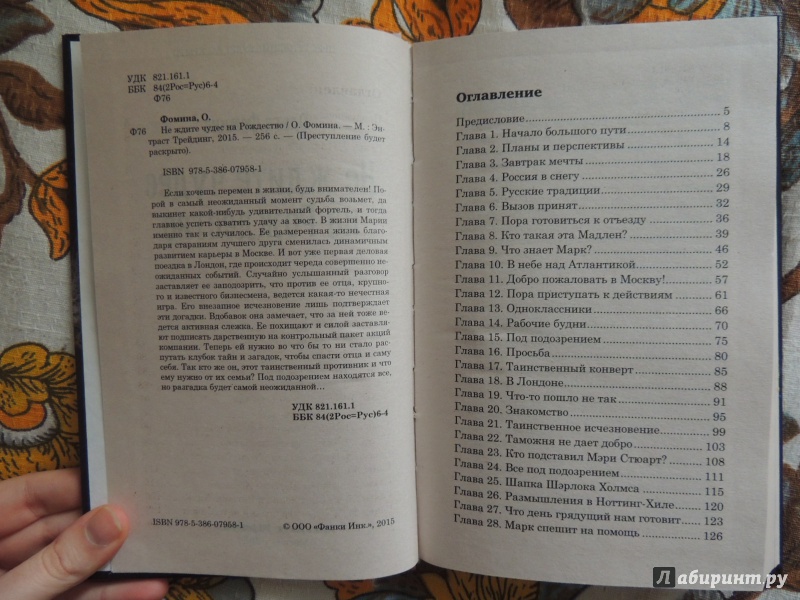 УДК 821.161.1
ББК 84(2Рос=Рус)6-4
Ф76
Фомина, О.
Ф76 Не ждите чудес на Рождество / О. Фомина. — М. : Эн-
траст Трейдинг, 2015. — 256 с. — (Преступление будет
раскрыто).
ISBN 978-5-386-07958-1
Если хочешь перемен в жизни, будь внимателен! По-
рой в самый неожиданный момент судьба возьмет, да
выкинет какой-нибудь удивительный фортель, и тогда
главное успеть схватить удачу за хвост. В жизни Марии
именно так и случилось. Ее размеренная жизнь благо-
даря стараниям лучшего друга сменилась динамичным
развитием карьеры в Москве. И вот уже первая деловая
поездка в Лондон, где происходит череда совершенно не-
ожиданных событий. Случайно услышанный разговор
заставляет ее заподозрить, что против ее отца, крупно-
го и известного бизнесмена, ведется какая-то нечестная
игра. Его внезапное исчезновение лишь подтверждает
эти догадки. Вдобавок она замечает, что за ней тоже ве-
дется активная слежка. Ее похищают и силой заставля-
ют подписать дарственную на контрольный пакет акций
компании. Теперь ей нужно во что бы то ни стало рас-
путать клубок тайн и загадок, чтобы спасти отца и саму
себя. Так кто же он, этот таинственный противник и что
ему нужно от их семьи? Под подозрением находятся все,
но разгадка будет самой неожиданной...
УДК 821.161.1
ББК 84(2Рос=Рус)6-4
ISBN 978-5-386-07958-1
© ООО «Фанки Инк.», 2015
Оглавление
Предисловие 5
Глава 1. Начало большого пути 8
Глава 2. Планы и перспективы 14
Глава 3. Завтрак мечты 18
Глава 4. Россия в снегу 26
Глава 5. Русские традиции 29
Глава 6. Вызов принят 32
Глава 7. Пора готовиться к отъезду 36
Глава 8. Кто такая эта Мадлен? 39
Глава 9. Что знает Марк? 46
Глава 10. В небе над Атлантикой 52
Глава 11. Добро пожаловать в Москву! 57
Глава 12. Пора приступать к действиям 61
Глава 13. Одноклассники 66
Глава 14. Рабочие будни 70
Глава 15. Под подозрением 75
Глава 16. Просьба 80
Глава 17. Таинственный конверт 85
Глава 18. В Лондоне 88
Глава 19. Что-то пошло не так 91
Глава 20. Знакомство 95
Глава 21. Таинственное исчезновение 99
Глава 22. Таможня не дает добро 103
Глава 23. Кто подставил Мэри Стюарт? 108
Глава 24. Все под подозрением 111
Глава 25. Шапка Шэрлока Холмса 115
Глава 26. Размышления в Ноттинг-Хиле 120
Глава 27. Что день грядущий нам готовит 123
Глава 28. Марк спешит на помощь 126
Лабиринт.ру